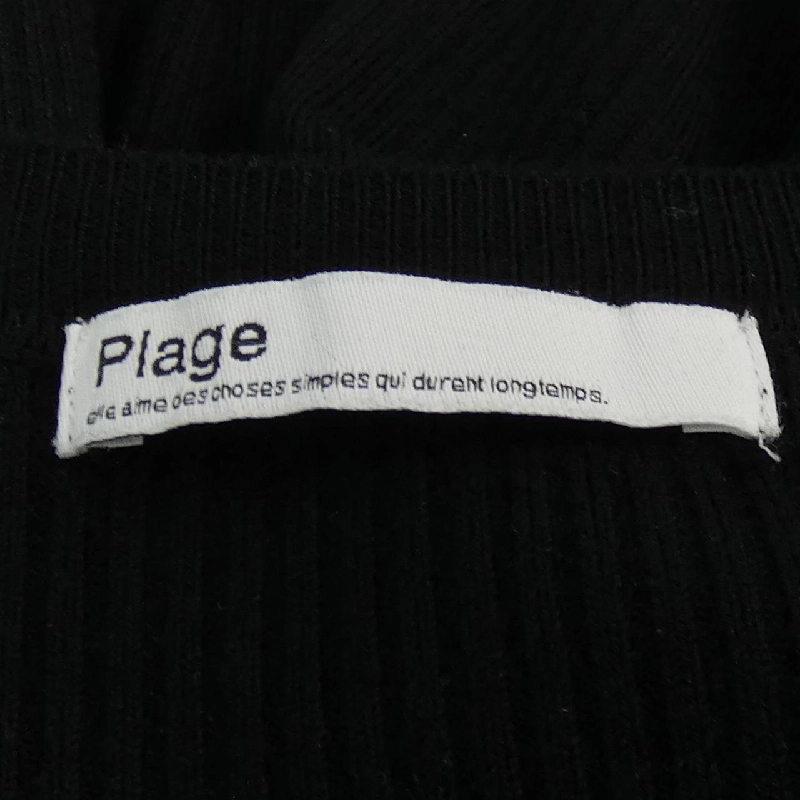 Plage
elle aime des choses simples qui durent longtemps.